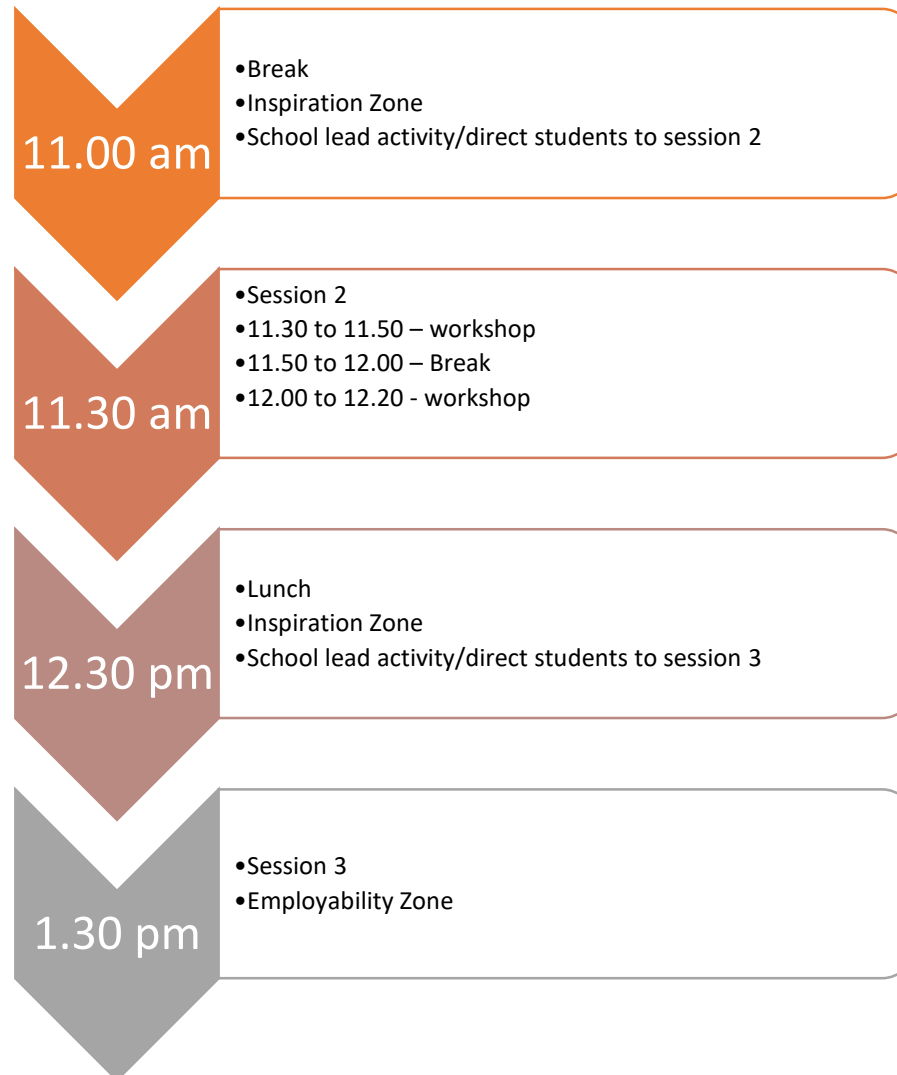 11.00 am
•Break
•Inspiration Zone
•School lead activity/direct students to session 2
11.30 am
•Session 2
•11.30 to 11.50 – workshop
•11.50 to 12.00 – Break
•12.00 to 12.20 - workshop
12.30 pm
•Lunch
•Inspiration Zone
•School lead activity/direct students to session 3
1.30 pm
•Session 3
•Employability Zone